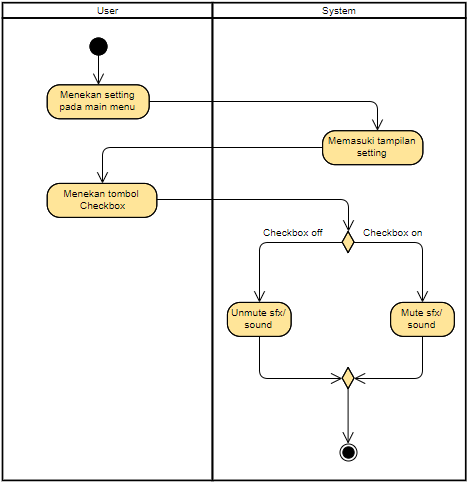 User
System
Menekan setting
pada main menu
Memasuki tampilan
setting
Menekan tombol
Checkbox
Checkbox off
Checkbox on
Unmute sfx/
sound
Mute sfx/
sound